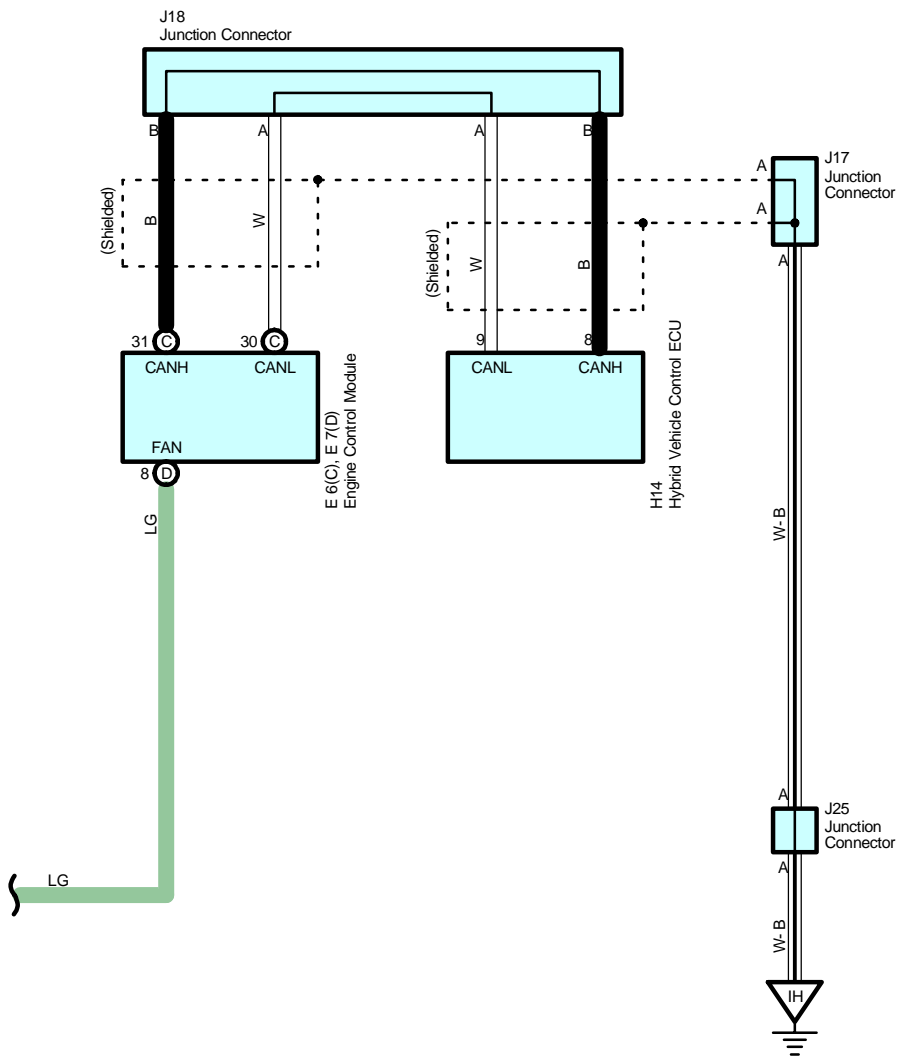 J18
Junction Connector
B
A
A
B
A
J17
Junction
Connector
A
(Shielded)
B
W
(Shielded)
W
B
A
31
C
30
C
9
8
CANH
CANL
CANL
CANH
FAN
8
D
E 6(C), E 7(D)
Engine Control Module
H14
Hybrid Vehicle Control ECU
LG
W- B
A
J25
Junction
Connector
A
LG
W- B
IH